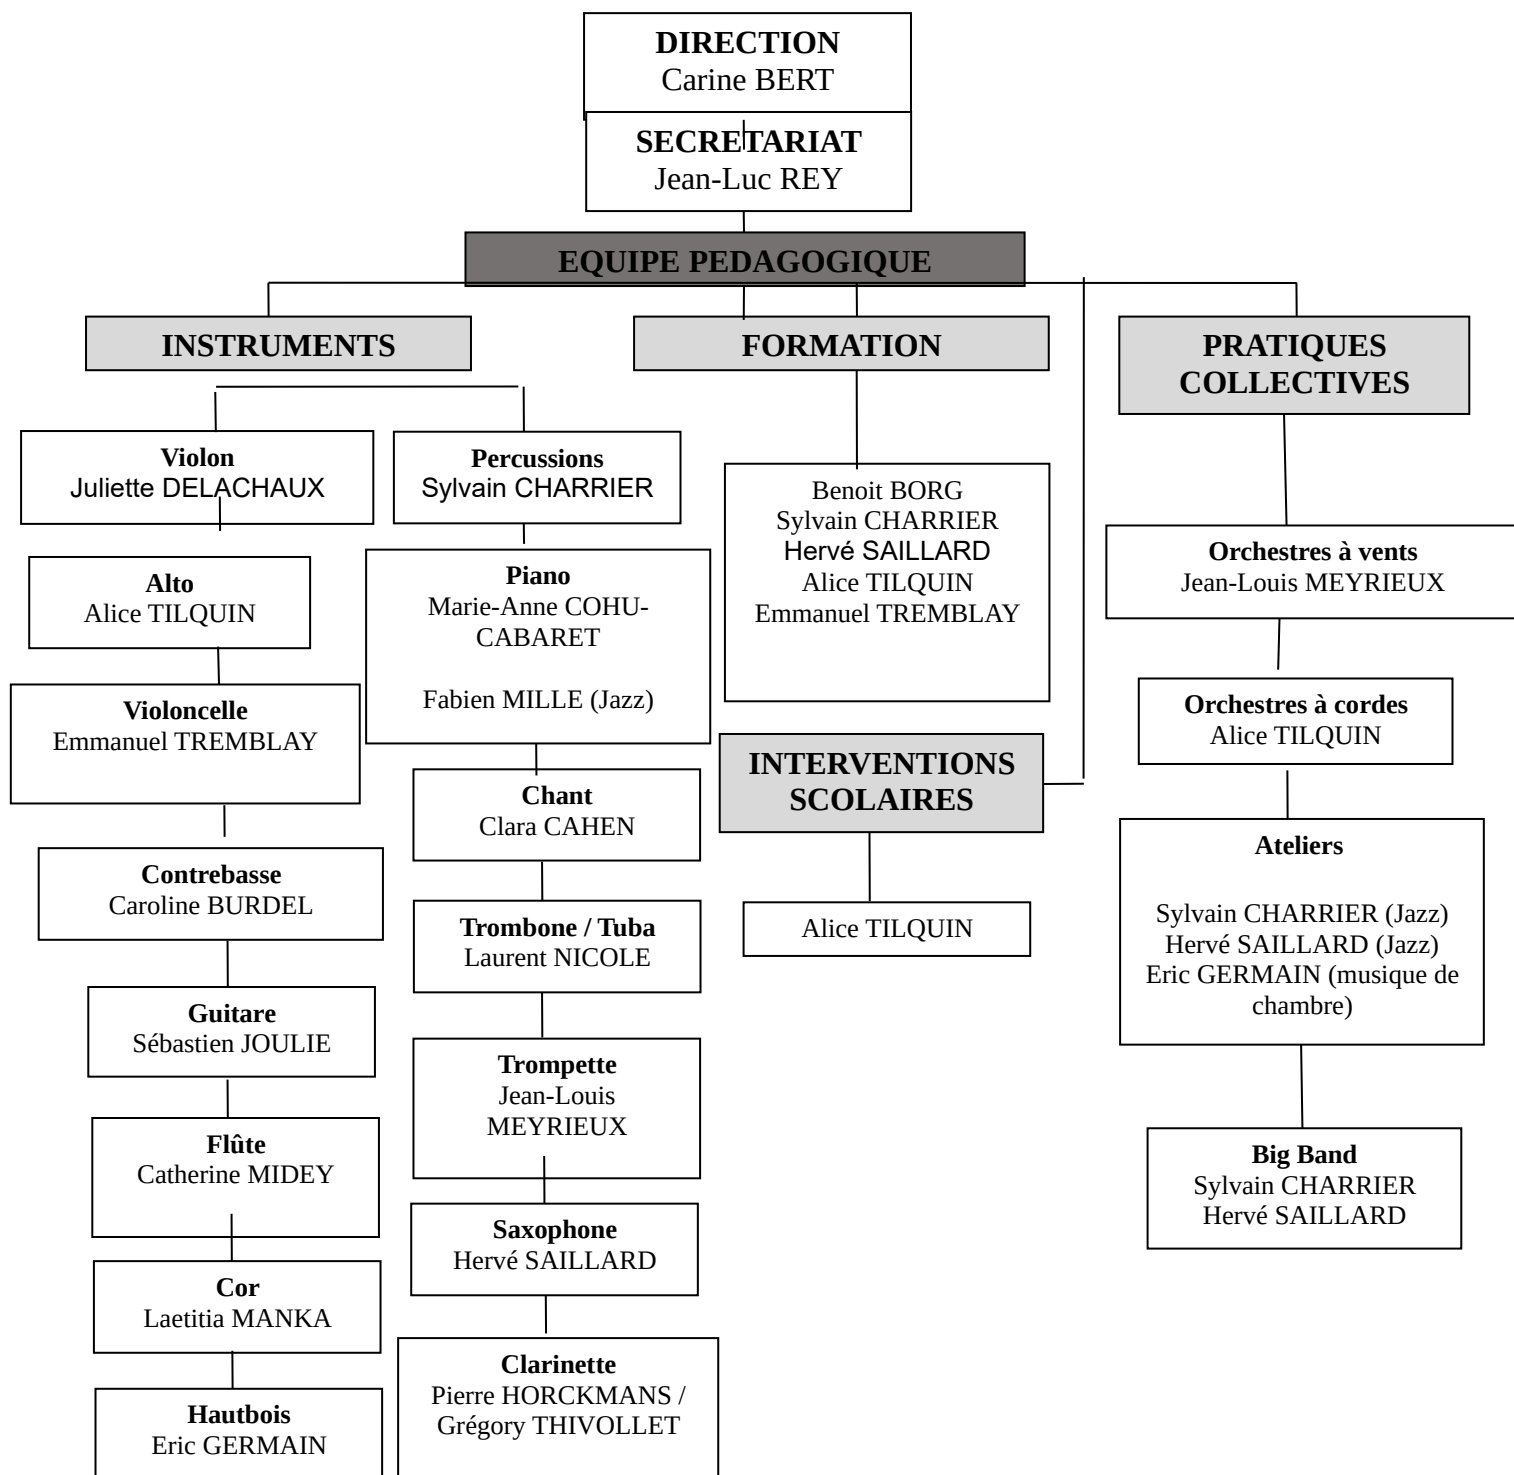 DIRECTION
Carine BERT
SECRETARIAT
Jean-Luc REY
EQUIPE PEDAGOGIQUE
INSTRUMENTS
Violon
Juliette DELACHAUX
Alto
Alice TILQUIN
Violoncelle
Emmanuel TREMBLAY
Contrebasse
Caroline BURDEL
Guitare
Sébastien JOULIE
Flûte
Catherine MIDEY
Cor
Laetitia MANKA
Hautbois
Eric GERMAIN
Percussions
Sylvain CHARRIER
Piano
Marie-Anne COHU-
CABARET
Fabien MILLE (Jazz)
Chant
Clara CAHEN
Trombone / Tuba
Laurent NICOLE
Trompette
Jean-Louis
MEYRIEUX
Saxophone
Hervé SAILLARD
Clarinette
Pierre HORCKMANS /
Grégory THIVOLLET
FORMATION
Benoit BORG
Sylvain CHARRIER
Hervé SAILLARD
Alice TILQUIN
Emmanuel TREMBLAY
INTERVENTIONS
SCOLAIRES
Alice TILQUIN
PRATIQUES
COLLECTIVES
Orchestres à vents
Jean-Louis MEYRIEUX
Orchestres à cordes
Alice TILQUIN
Ateliers
Sylvain CHARRIER (Jazz)
Hervé SAILLARD (Jazz)
Eric GERMAIN (musique de
chambre)
Big Band
Sylvain CHARRIER
Hervé SAILLARD